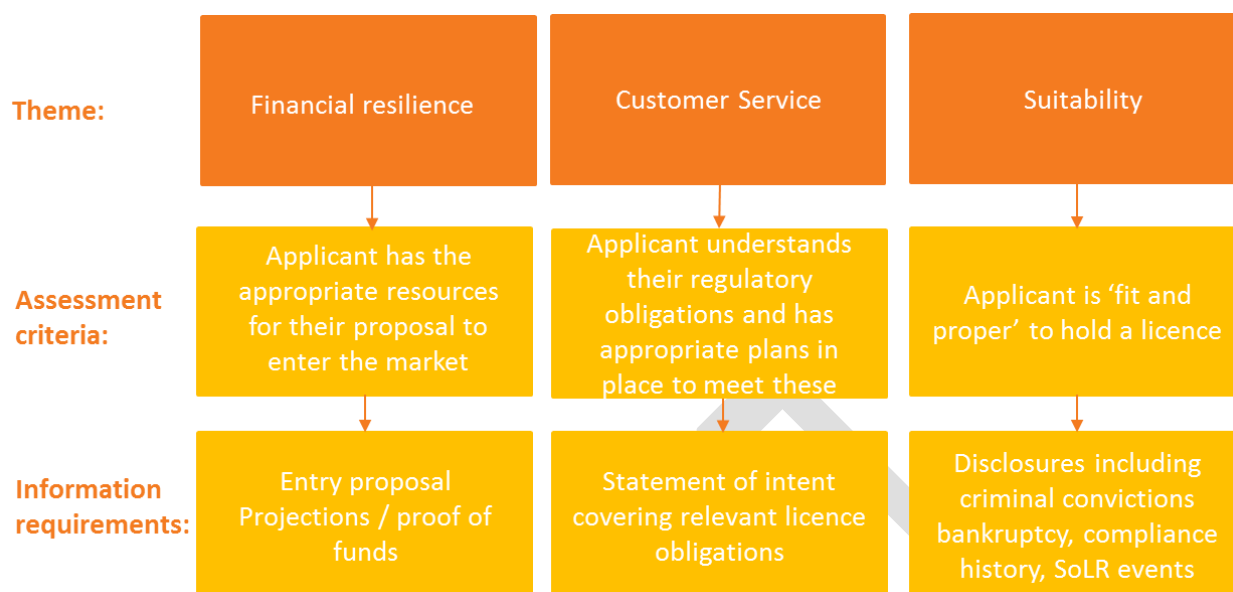 Theme:
Financial resilience
Customer Service
Suitability
Assessment
criteria:
Applicant has the
appropriate resources
for their proposal to
enter the market
Applicant understands
their regulatory
obligations and has
appropriate plans in
place to meet these
Applicant is ‘fit and
proper’ to hold a licence
Information
requirements:
Entry proposal
Projections / proof of
funds
Statement of intent
covering relevant licence
obligations
Disclosures including
criminal convictions
bankruptcy, compliance
history, SoLR events